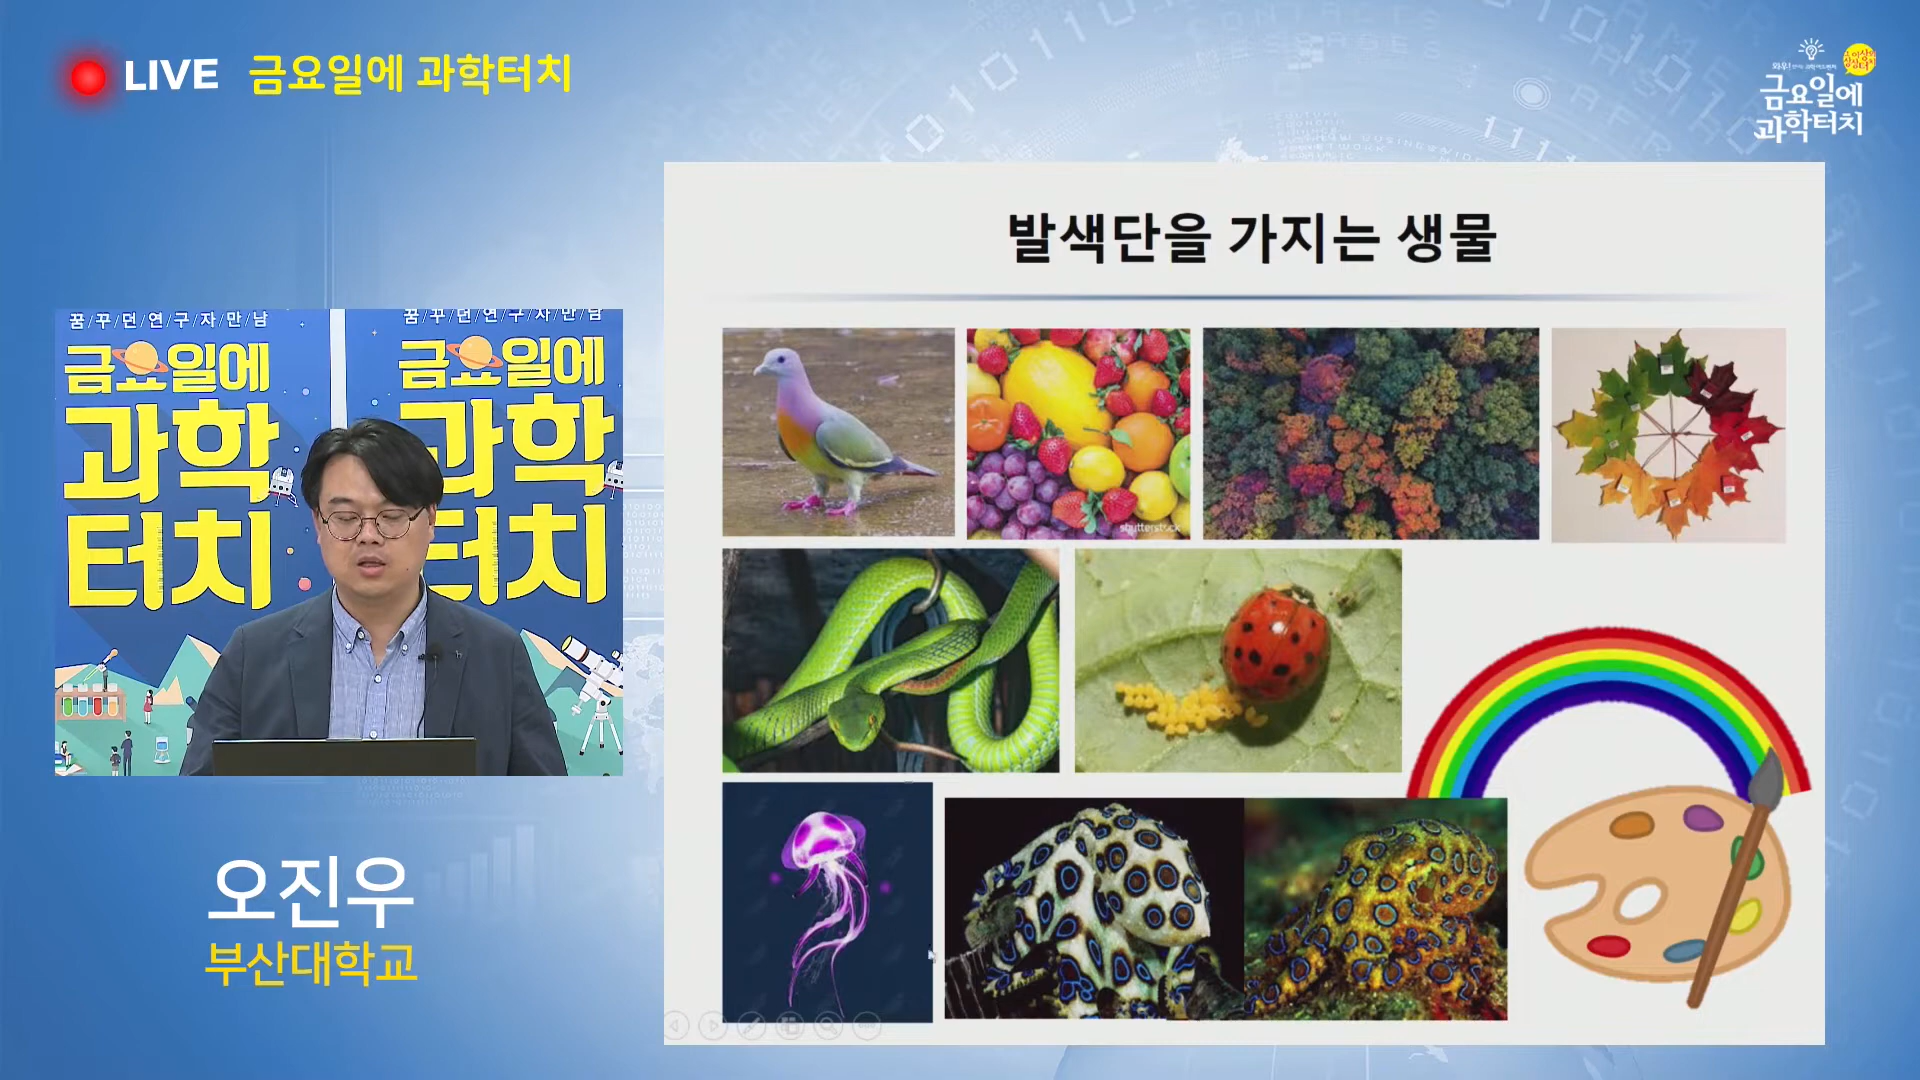 LIVE 금요일에 과학터치
금요일에
과학터치
발색단을 가지는 생물
꿈/꾸/던/연/구/자/만/남
금요일에
과학
터치
꿈/꾸/던/연/구/자/만/남
금요일에
과학
터치
shutterstock
오진우
부산대학교